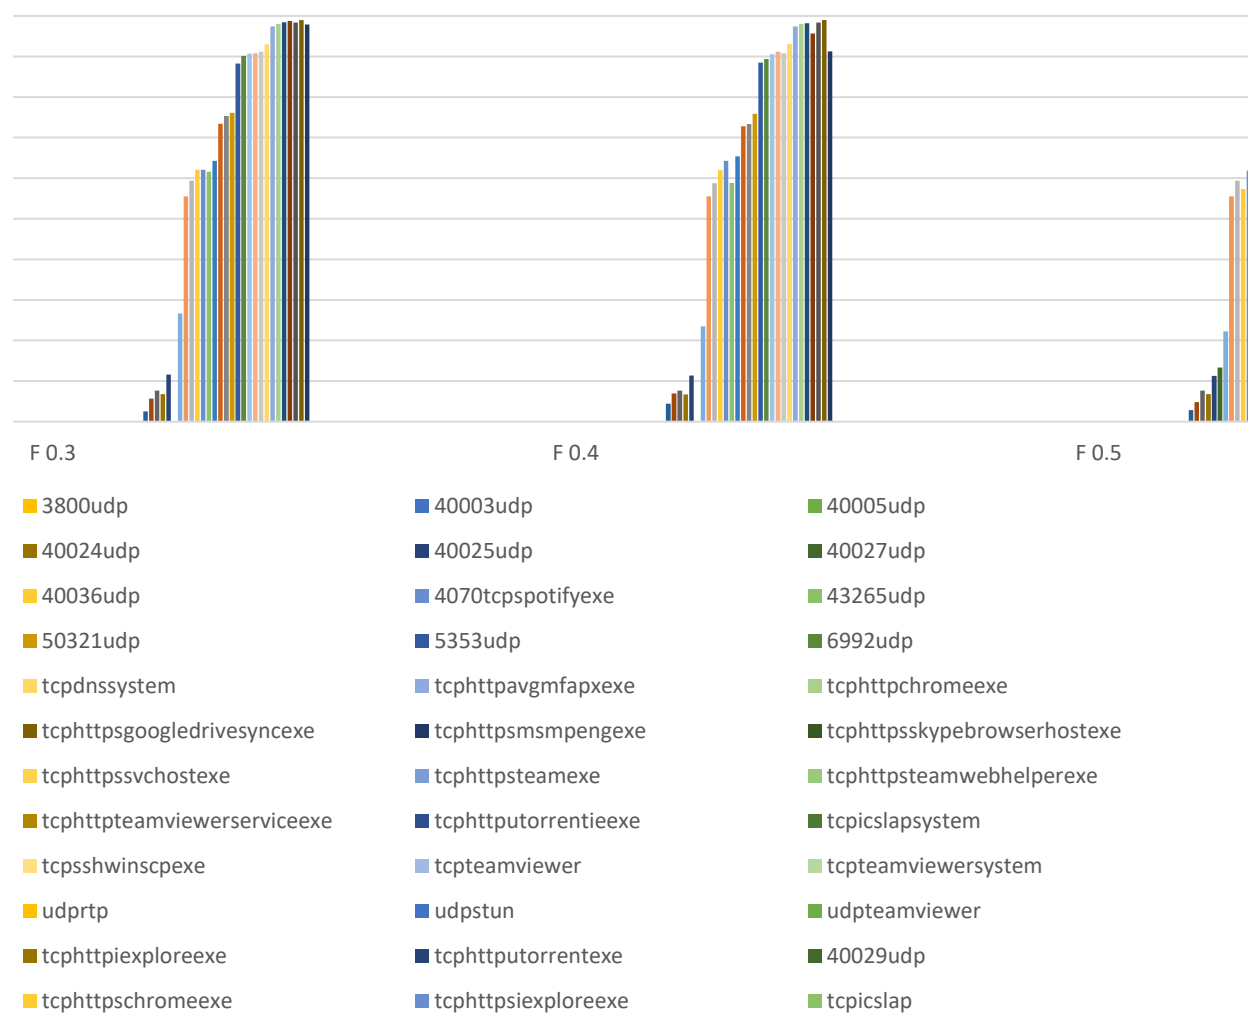 F 0.3 F 0.4 F 0.5
3800udp 40003udp 40005udp
40024udp 40025udp 40027udp
40036udp 4070tcpspotifyexe 43265udp
50321udp 5353udp 6992udp
tcpdnssystem tcphttpavgmfapxexe tcphttpchromeexe
tcphttpsgoogledrivesyncexe tcphttpsmsmpengexe tcphttpsskypebrowserhostexe
tcphttpssvchostexe tcphttpsteamexe tcphttpsteamwebhelperexe
tcphttpteamviewerserviceexe tcphttputorrentieexe tcpicslapsystem
tcpsshwinscpexe tcpteamviewer tcpteamviewersystem
udprtp udpstun udpteamviewer
tcphttpiexploreexe tcphttputorrentexe 40029udp
tcphttpschromeexe tcphttpsiexploreexe tcpicslap